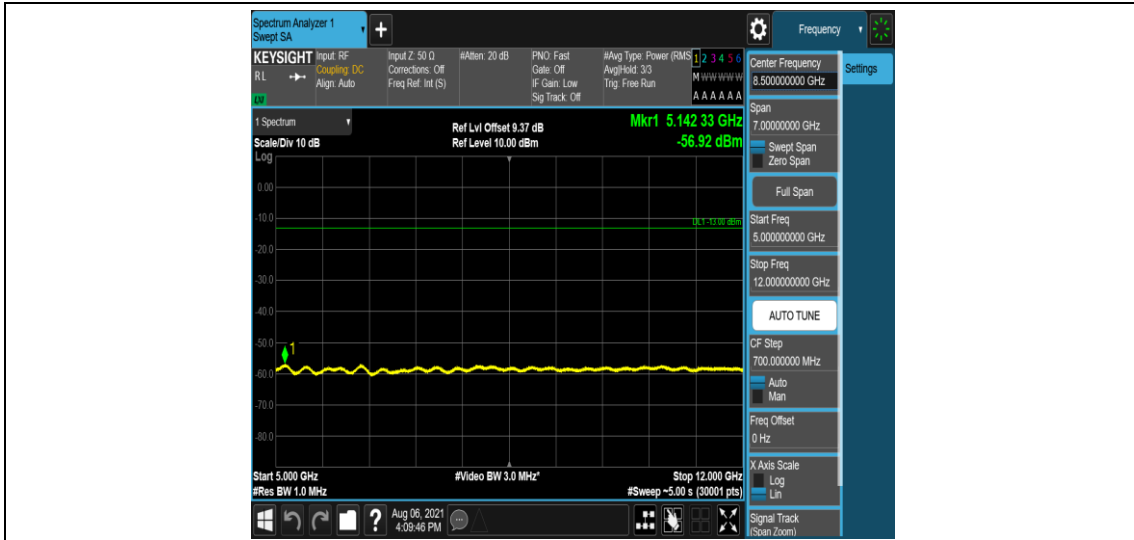 Spectrum Analyzer 1
Swept SA
+
Frequency
KEYSIGHT
RL
LXI
Input: RF
Coupling: DC
Align: Auto
Input Z: 50 Ω
Corrections: Off
Freq Ref: Int (S)
#Atten: 20 dB
PNO: Fast
Gate: Off
IF Gain: Low
Sig Track: Off
#Avg Type: Power (RMS
Avg|Hold: 3/3
Trig: Free Run
1 2 3 4 5 6
M W W W W W
A A A A A A
1 Spectrum
Scale/Div 10 dB
Log
Ref Lvl Offset 9.37 dB
Ref Level 10.00 dBm
Mkr1 5.142 33 GHz
-56.92 dBm
0.00
-10.0
DL1 -13.00 dBm
-20.0
-30.0
-40.0
-50.0
1
-60.0
-70.0
-80.0
Start 5.000 GHz
#Video BW 3.0 MHz*
Stop 12.000 GHz
#Res BW 1.0 MHz
#Sweep ~5.00 s (30001 pts)
?
Aug 06, 2021
4:09:46 PM
Center Frequency
8.500000000 GHz
Settings
Span
7.00000000 GHz
Swept Span
Zero Span
Full Span
Start Freq
5.000000000 GHz
Stop Freq
12.000000000 GHz
AUTO TUNE
CF Step
700.000000 MHz
Auto
Man
Freq Offset
0 Hz
X Axis Scale
Log
Lin
Signal Track
(Span Zoom)